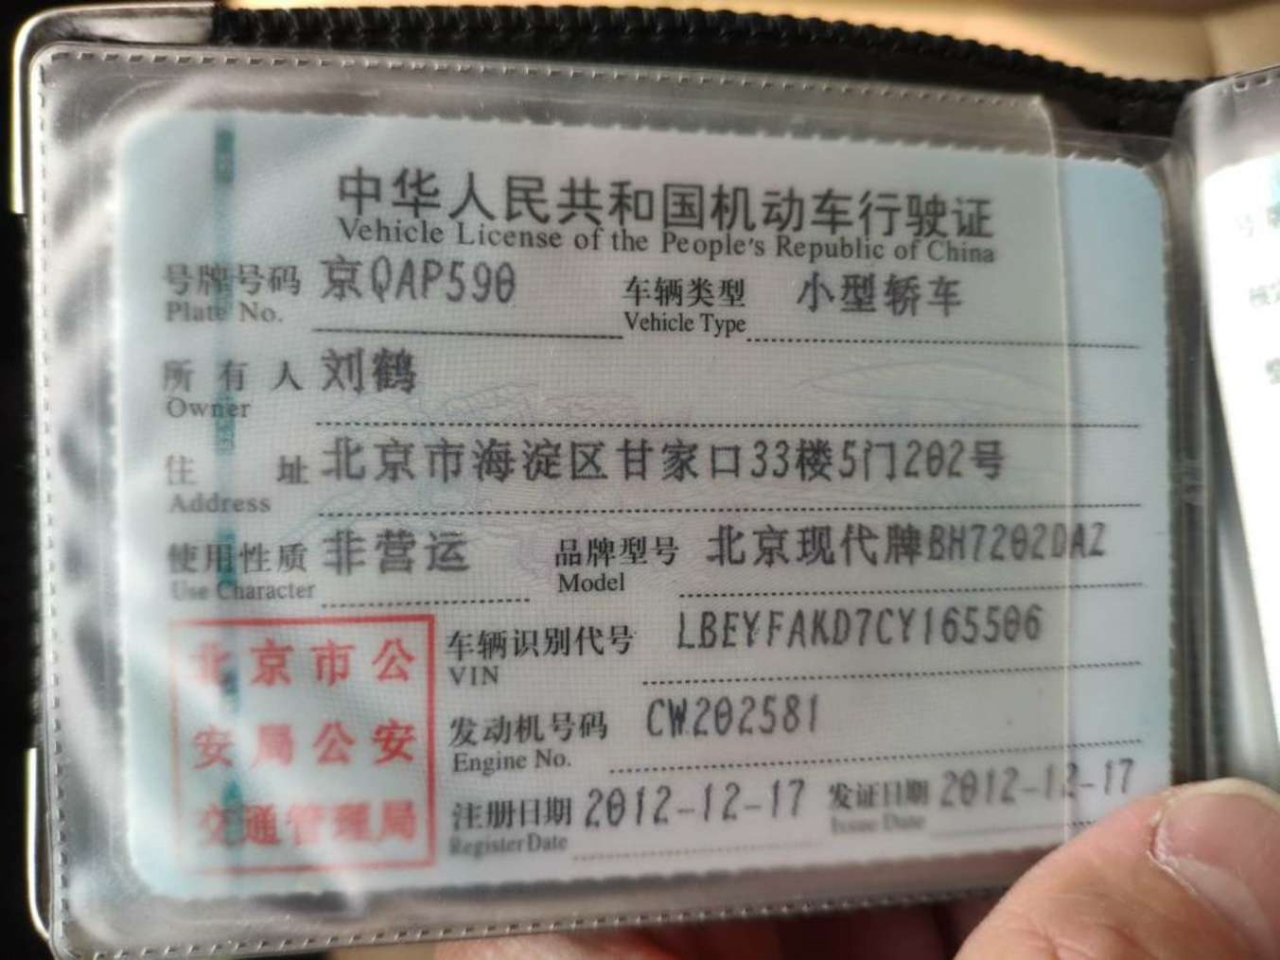 中华人民共和国机动车行驶证
Vehicle License of the People's Republic of China
号牌号码 京QAP590 车辆类型 小型轿车
Plate No. Vehicle Type
所有人 刘鹤
Owner
住址 北京市海淀区甘家口33楼5门202号
Address
使用性质 非营运 品牌型号 北京现代牌BH7202DAZ
Use Character Model
车辆识别代号 LBEYFAKD7CY165506
VIN
发动机号码 CW202581
Engine No.
注册日期 2012-12-17 发证日期 2012-12-17
Register Date Issue Date
北京市公
安局公安
交通管理局